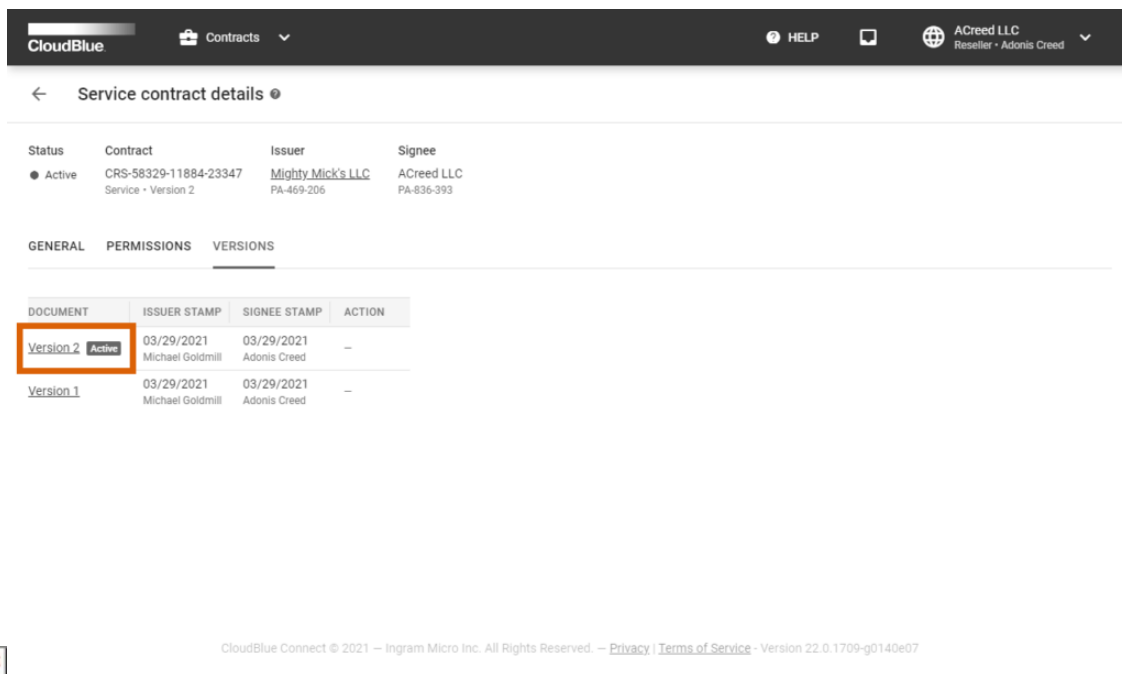 CloudBlue.
Contracts
HELP
ACreed LLC
Reseller • Adonis Creed
Service contract details
Status Contract Issuer Signee
Active CRS-58329-11884-23347 Mighty Mick's LLC ACreed LLC
Service • Version 2 PA-469-206 PA-836-393
GENERAL PERMISSIONS VERSIONS
DOCUMENT ISSUER STAMP SIGNEE STAMP ACTION
Version 2 Active 03/29/2021 03/29/2021 –
Michael Goldmill Adonis Creed
Version 1 03/29/2021 03/29/2021 –
Michael Goldmill Adonis Creed
CloudBlue Connect © 2021 — Ingram Micro Inc. All Rights Reserved. — Privacy | Terms of Service - Version 22.0.1709-g0140e07